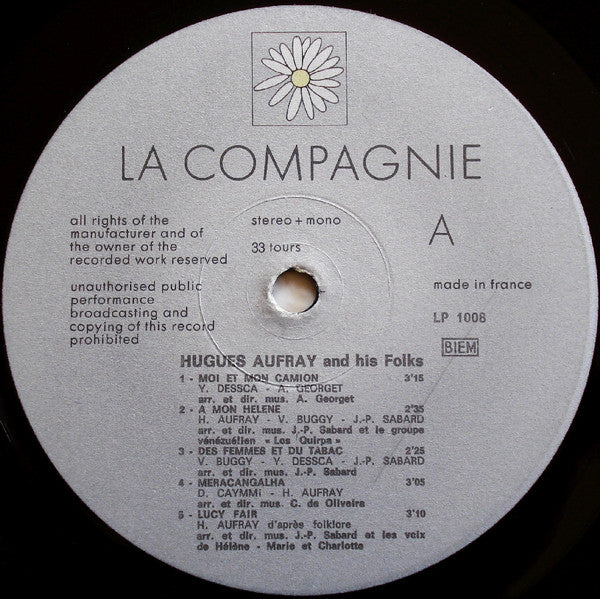 LA COMPAGNIE
all rights of the
manufacturer and of
the owner of the
recorded work reserved
unauthorised public
performance
broadcasting and
copying of this record
prohibited
stereo + mono
33 tours
A
made in france
LP 1008
BIEM
HUGUES AUFRAY and his Folks
1 - MOI ET MON CAMION 3'15
Y. DESSCA - A. GEORGET
arr. et dir. mus. A. Georget
2 - A MON HELENE 2'35
H. AUFRAY - V. BUGGY - J.-P. SABARD
arr. et dir. mus. J.-P. Sabard et le groupe
vénézuélien « Los Quirpa »
3 - DES FEMMES ET DU TABAC 2'25
V. BUGGY - Y. DESSCA - J.-P. SABARD
arr. et dir. mus. J.-P. Sabard
4 - MERACANGALHA 3'05
D. CAYMMI - H. AUFRAY
arr. et dir. mus. C. de Oliveira
5 - LUCY FAIR 3'10
H. AUFRAY d'après folklore
arr. et dir. mus. J.-P. Sabard et les voix
de Hélène - Marie et Charlotte